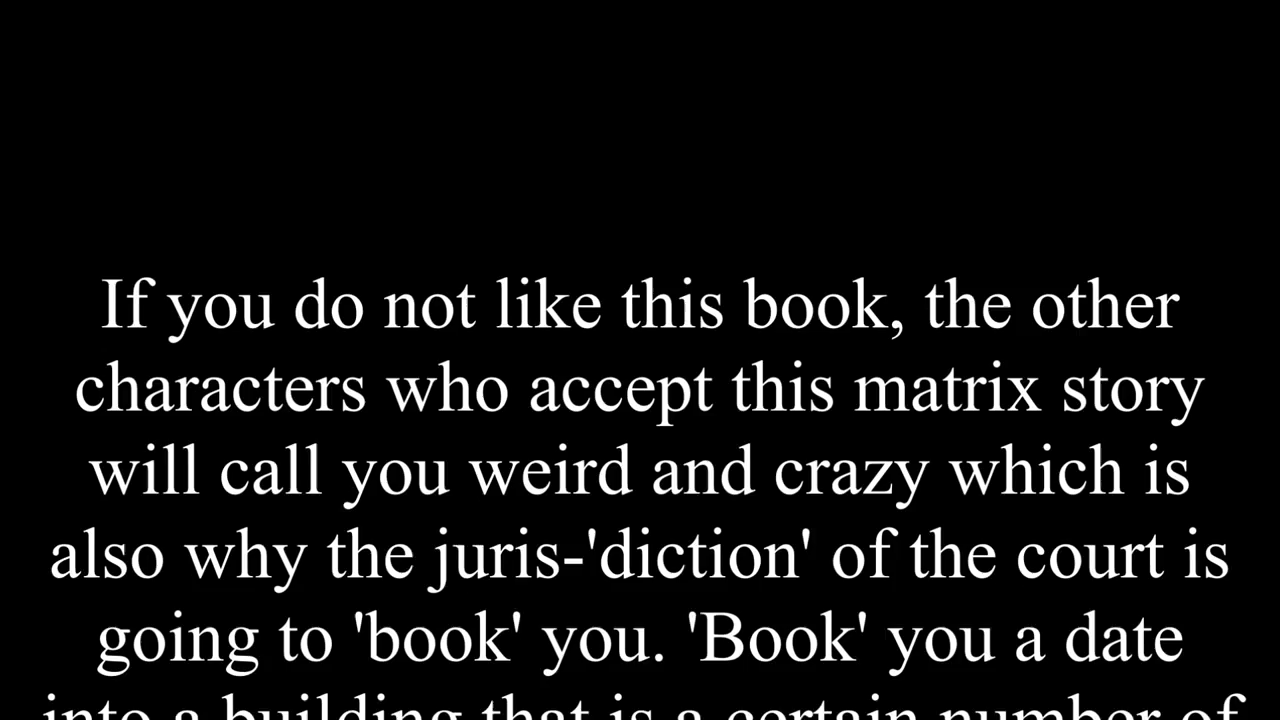 If you do not like this book, the other
characters who accept this matrix story
will call you weird and crazy which is
also why the juris-'diction' of the court is
going to 'book' you. 'Book' you a date
into a building that is a certain number of